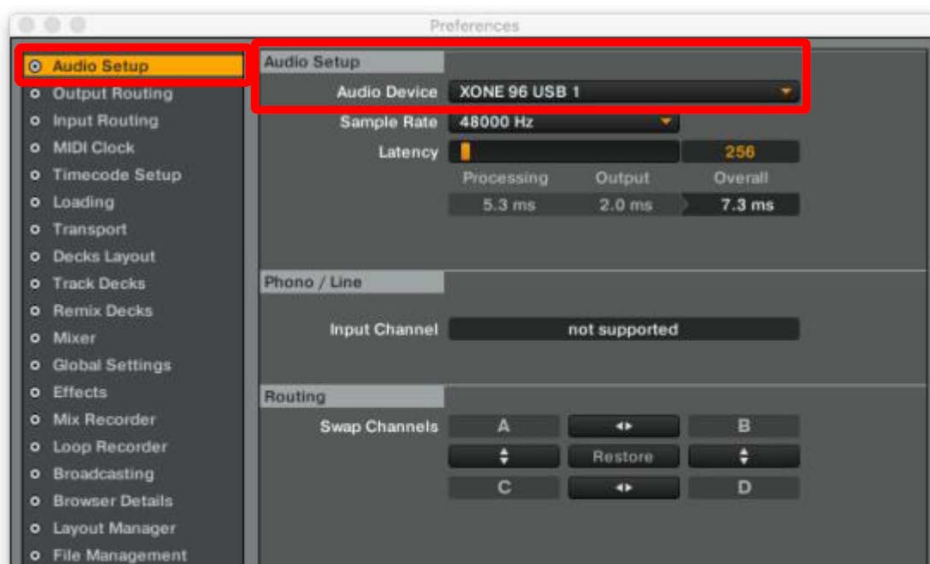 Preferences
Audio Setup
Output Routing
Input Routing
MIDI Clock
Timecode Setup
Loading
Transport
Decks Layout
Track Decks
Remix Decks
Mixer
Global Settings
Effects
Mix Recorder
Loop Recorder
Broadcasting
Browser Details
Layout Manager
File Management
Audio Setup
Audio Device XONE 96 USB 1
Sample Rate 48000 Hz
Latency 256
Processing Output Overall
5.3 ms 2.0 ms 7.3 ms
Phono / Line
Input Channel not supported
Routing
Swap Channels A B
Restore
C D